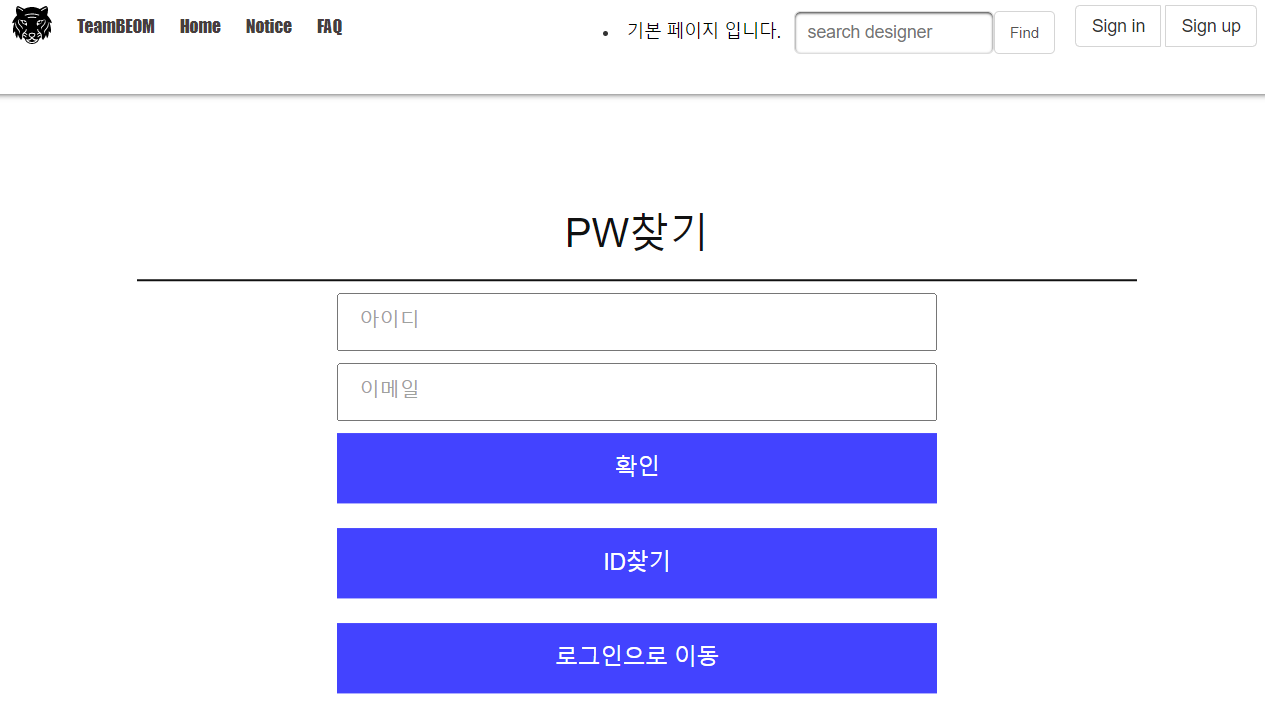 TeamBEOM Home Notice FAQ
• 기본 페이지 입니다. search designer Find Sign in Sign up
PW찾기
아이디
이메일
확인
ID찾기
로그인으로 이동